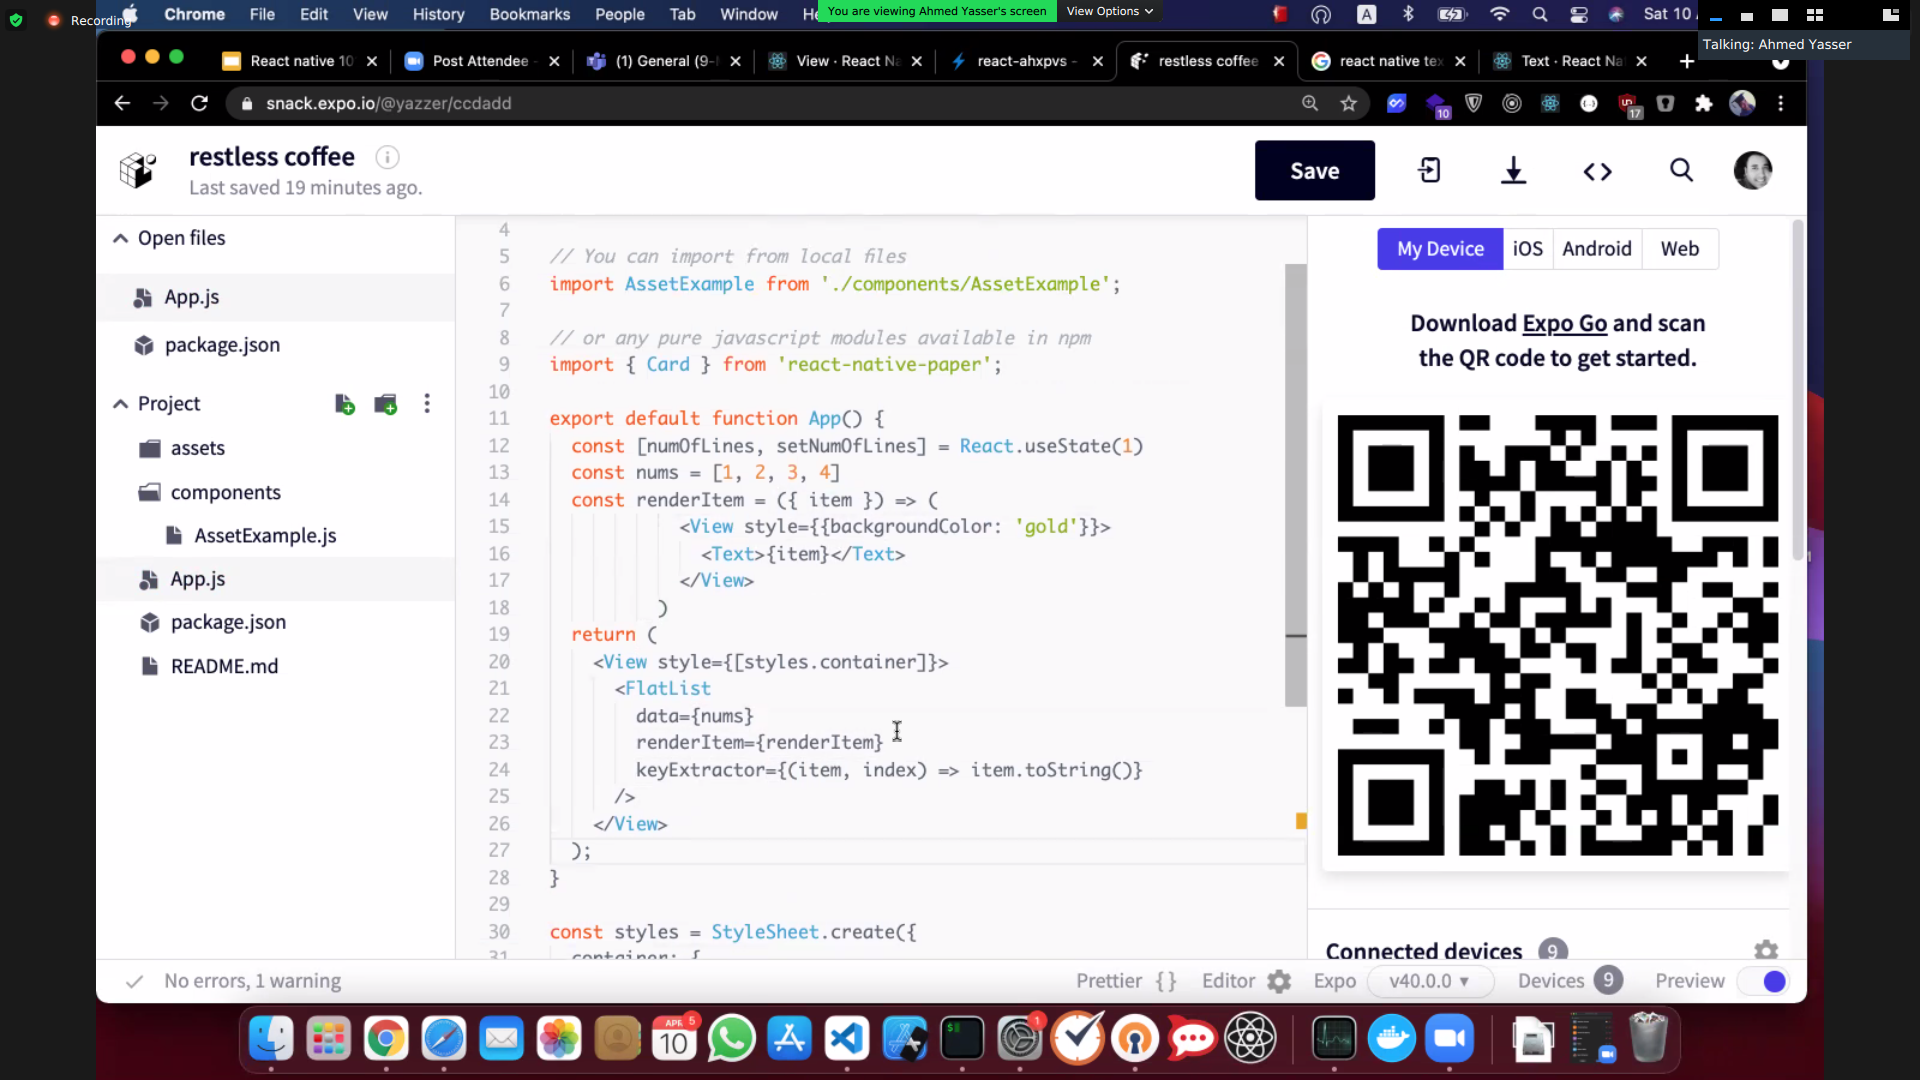 Recording
Chrome File Edit View History Bookmarks People Tab Window
You are viewing Ahmed Yasser's screen View Options
A
Sat 10
Talking: Ahmed Yasser
React native 10
Post Attendee -
(1) General (9-
View · React Na
react-ahxpvs -
restless coffee
react native tex
Text · React Na
snack.expo.io/@yazzer/ccdadd
10
17
restless coffee
Last saved 19 minutes ago.
Save
Open files
App.js
package.json
Project
assets
components
AssetExample.js
App.js
package.json
README.md
4
5 // You can import from local files
6 import AssetExample from './components/AssetExample';
7
8 // or any pure javascript modules available in npm
9 import { Card } from 'react-native-paper';
10
11 export default function App() {
12 const [numOfLines, setNumOfLines] = React.useState(1)
13 const nums = [1, 2, 3, 4]
14 const renderItem = ({ item }) => (
15 <View style={{backgroundColor: 'gold'}}>
16 <Text>{item}</Text>
17 </View>
18 )
19 return (
20 <View style={[styles.container]}>
21 <FlatList
22 data={nums}
23 renderItem={renderItem}
24 keyExtractor={(item, index) => item.toString()}
25 />
26 </View>
27 );
28 }
29
30 const styles = StyleSheet.create({
31 container: {
My Device iOS Android Web
Download Expo Go and scan
the QR code to get started.
Connected devices 9
No errors, 1 warning
Prettier { } Editor Expo v40.0.0 Devices 9 Preview
APR 5
10
1